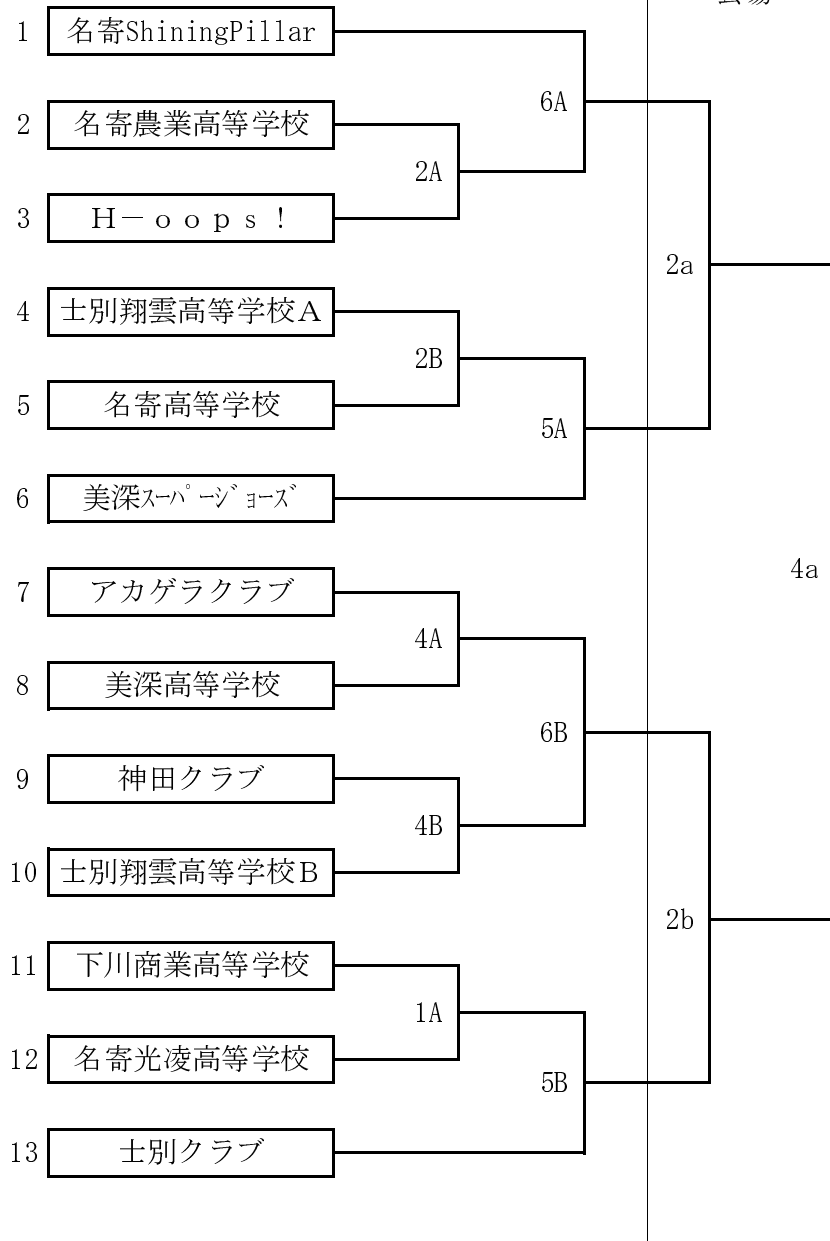 1 名寄ShiningPillar
6A
2 名寄農業高等学校
2A
3 Ｈ－ｏｏｐｓ！
2a
4 士別翔雲高等学校Ａ
2B
5 名寄高等学校
5A
6 美深ｽｰﾊﾟｰｼﾞｮｰｽﾞ
4a
7 アカゲラクラブ
4A
8 美深高等学校
6B
9 神田クラブ
4B
10 士別翔雲高等学校Ｂ
2b
11 下川商業高等学校
1A
12 名寄光凌高等学校
5B
13 士別クラブ